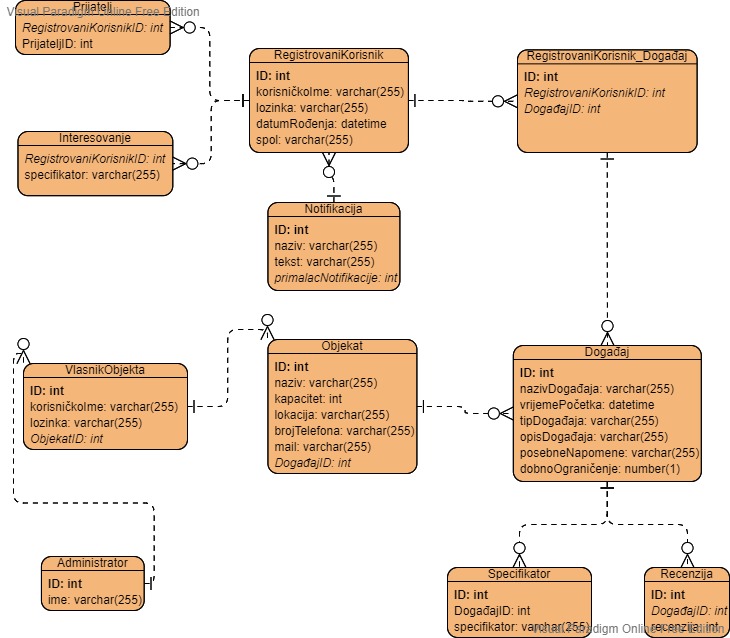 Visual Paradigm Online Free Edition
Prijatelj
RegistrovaniKorisnikID: int
PrijateljID: int
RegistrovaniKorisnik
ID: int
korisničkoIme: varchar(255)
lozinka: varchar(255)
datumRođenja: datetime
spol: varchar(255)
RegistrovaniKorisnik_Događaj
ID: int
RegistrovaniKorisnikID: int
DogađajID: int
Interesovanje
RegistrovaniKorisnikID: int
specifikator: varchar(255)
Notifikacija
ID: int
naziv: varchar(255)
tekst: varchar(255)
primalacNotifikacije: int
VlasnikObjekta
ID: int
korisničkoIme: varchar(255)
lozinka: varchar(255)
ObjekatID: int
Objekat
ID: int
naziv: varchar(255)
kapacitet: int
lokacija: varchar(255)
brojTelefona: varchar(255)
mail: varchar(255)
DogađajID: int
Događaj
ID: int
nazivDogađaja: varchar(255)
vrijemePočetka: datetime
tipDogađaja: varchar(255)
opisDogađaja: varchar(255)
posebneNapomene: varchar(255)
dobnoOgraničenje: number(1)
Administrator
ID: int
ime: varchar(255)
Specifikator
ID: int
DogađajID: int
specifikator: varchar(255)
Recenzija
ID: int
DogađajID: int
recenzija: int
Visual Paradigm Online Free Edition